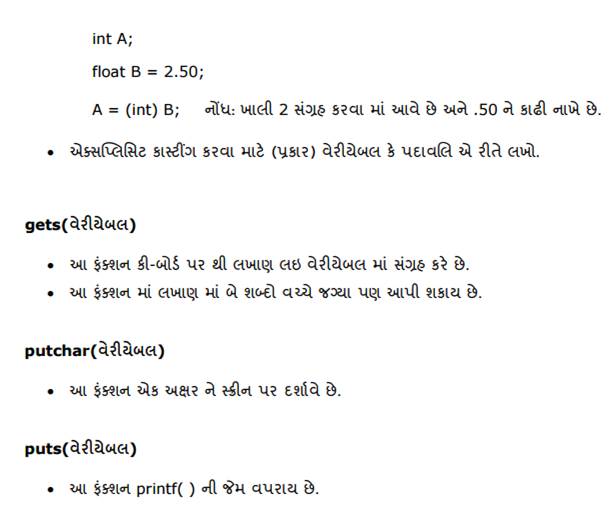 int A;
float B = 2.50;
A = (int) B; નોંધ: ખાલી 2 સંગ્રહ કરવા માં આવે છે અને .50 ને કાઢી નાખે છે.
• એક્સપ્લિસિટ કાસ્ટીંગ કરવા માટે (પ્રકાર) વેરીયેબલ કે પદાવલિ એ રીતે લખો.
gets(વેરીયેબલ)
• આ ફંક્શન કી-બોર્ડ પર થી લખાણ લઇ વેરીયેબલ માં સંગ્રહ કરે છે.
• આ ફંક્શન માં લખાણ માં બે શબ્દો વચ્ચે જગ્યા પણ આપી શકાય છે.
putchar(વેરીયેબલ)
• આ ફંક્શન એક અક્ષર ને સ્ક્રીન પર દર્શાવે છે.
puts(વેરીયેબલ)
• આ ફંક્શન printf( ) ની જેમ વપરાય છે.